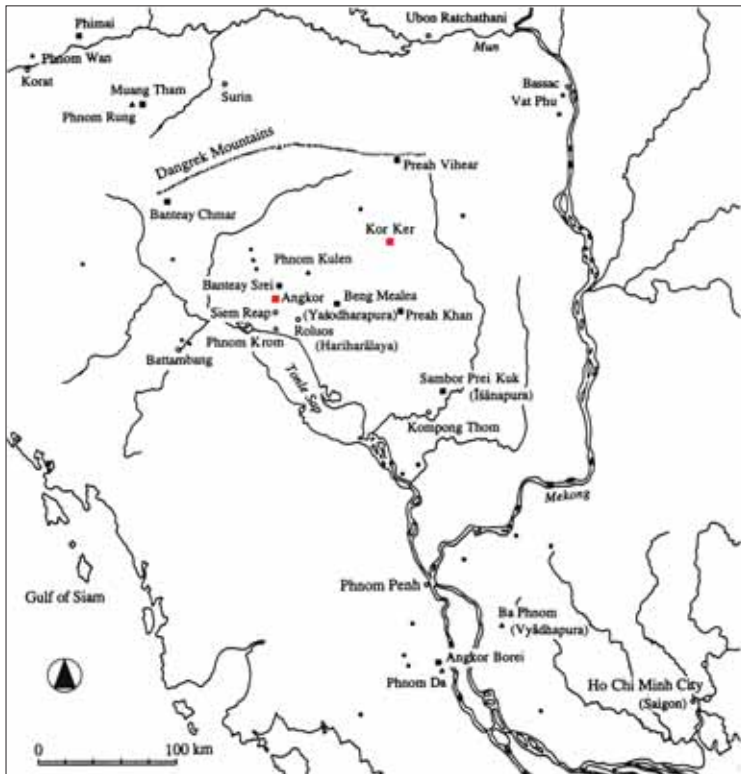 Ubon Ratchathani
Phimai
Mun
Phnom Wan
Korat
Muang Tham
Surin
Phnom Rung
Bassac
Vat Phu
Dangrek Mountains
Preah Vihear
Banteay Chmar
Kor Ker
Phnom Kulen
Banteay Srei
Angkor
(Yaśodharapura)
Beng Mealea
Siem Reap
Preah Khan
Roluos
(Hariharālaya)
Phnom Krom
Battambang
Tonle Sap
Sambor Prei Kuk
(Īśānapura)
Kompong Thom
Mekong
Phnom Penh
Gulf of Siam
Ba Phnom
(Vyādhapura)
Angkor Borei
Phnom Da
Ho Chi Minh City
(Saigon)
0 100 km